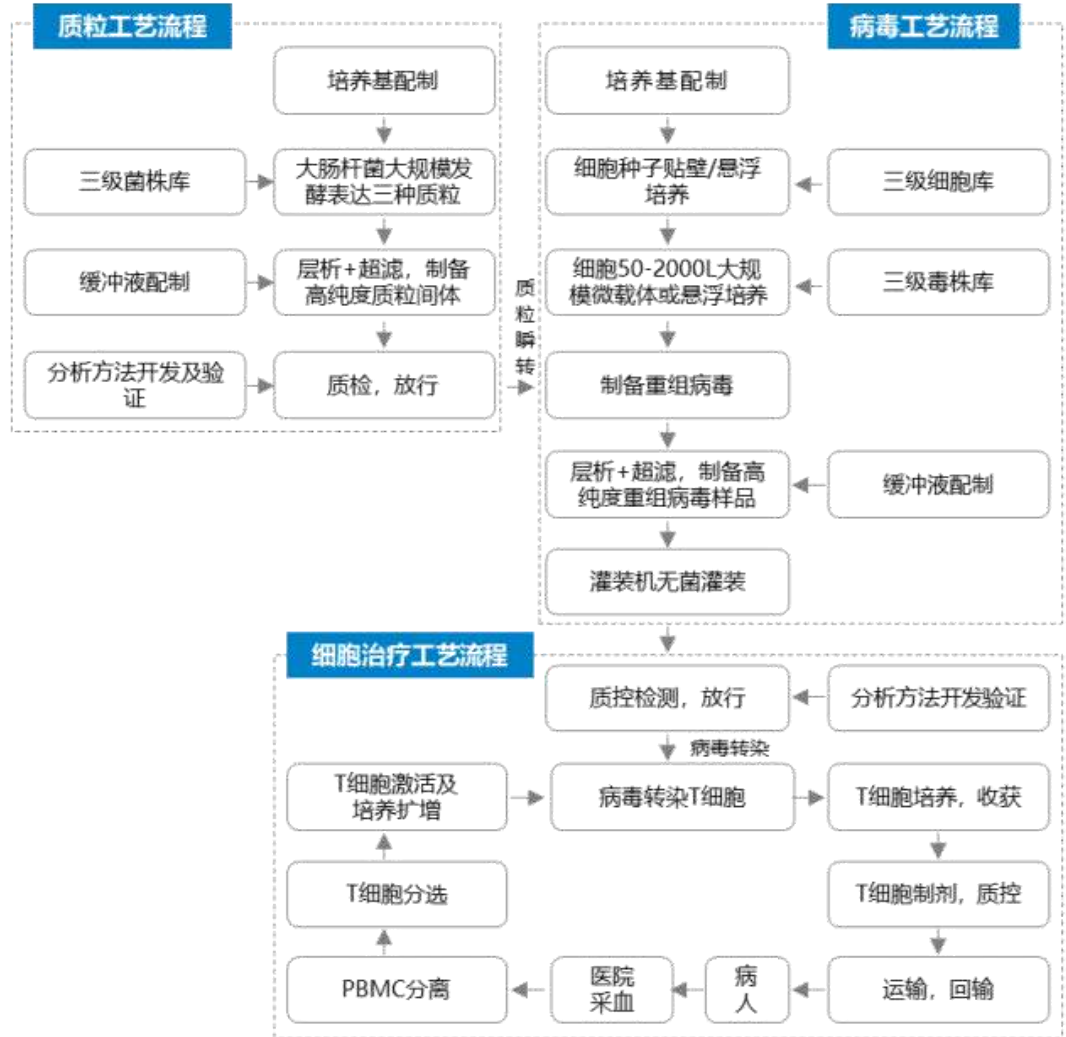 质粒工艺流程
培养基配制
三级菌株库
大肠杆菌大规模发
酵表达三种质粒
缓冲液配制
层析+超滤，制备
高纯度质粒间体
分析方法开发及验
证
质检，放行
质
粒
瞬
转
病毒工艺流程
培养基配制
细胞种子贴壁/悬浮
培养
三级细胞库
细胞50-2000L大规
模微载体或悬浮培养
三级毒株库
制备重组病毒
层析+超滤，制备高
纯度重组病毒样品
缓冲液配制
灌装机无菌灌装
细胞治疗工艺流程
质控检测，放行
分析方法开发验证
病毒转染
T细胞激活及
培养扩增
病毒转染T细胞
T细胞培养，收获
T细胞分选
T细胞制剂，质控
PBMC分离
医院
采血
病
人
运输，回输